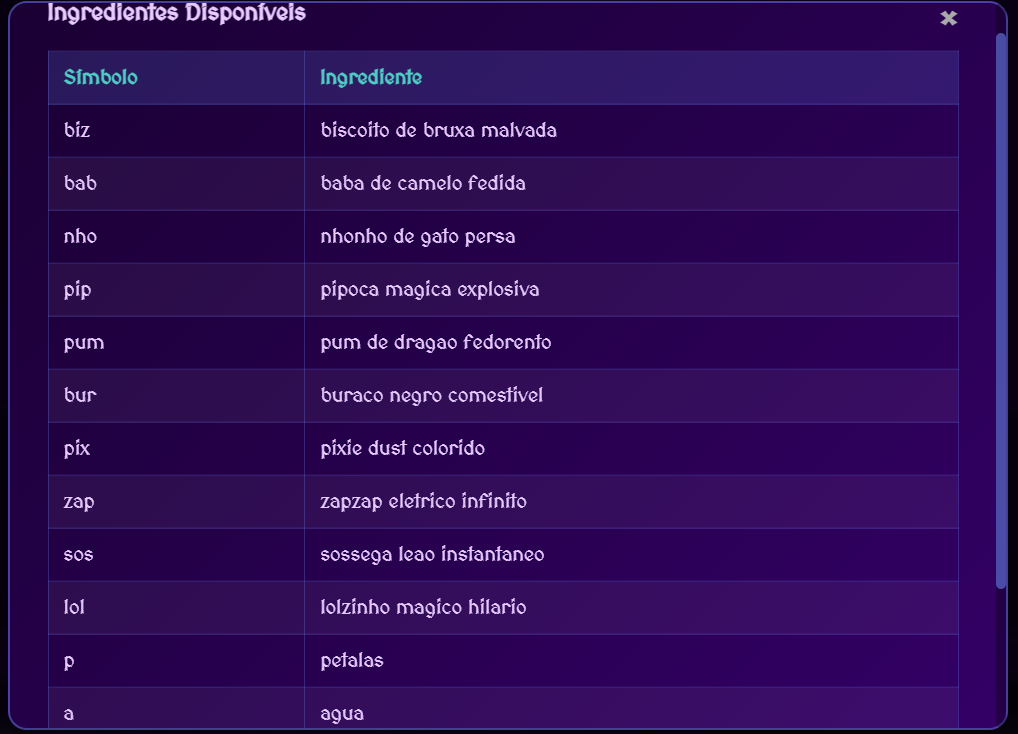 Ingredientes Disponíveis
✖
Símbolo Ingrediente
biz biscoito de bruxa malvada
bab baba de camelo fedida
nho nhonho de gato persa
pip pipoca magica explosiva
pum pum de dragao fedorento
bur buraco negro comestivel
pix pixie dust colorido
zap zapzap eletrico infinito
sos sossega leao instantaneo
lol lolzinho magico hilario
p petalas
a agua